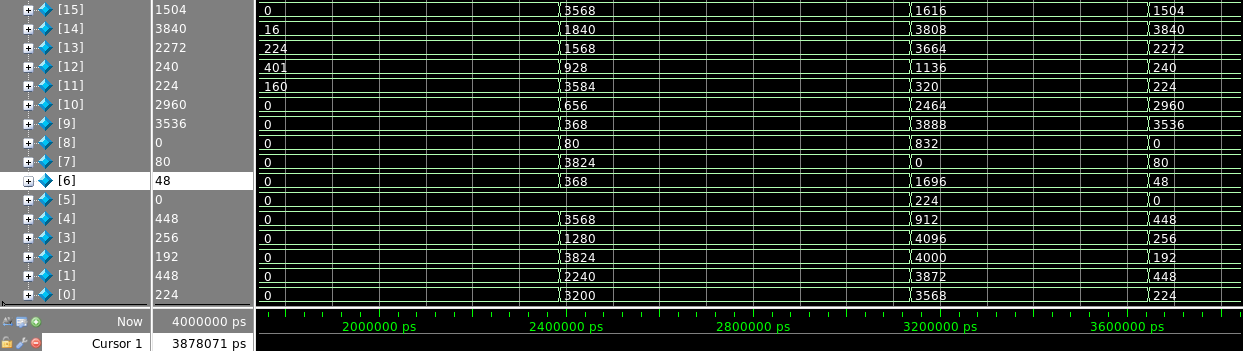 [15] 1504 0 3568 1616 1504
[14] 3840 16 1840 3808 3840
[13] 2272 224 1568 3664 2272
[12] 240 401 928 1136 240
[11] 224 160 3584 320 224
[10] 2960 0 656 2464 2960
[9] 3536 0 368 3888 3536
[8] 0 0 80 832 0
[7] 80 0 3824 0 80
[6] 48 0 368 1696 48
[5] 0 0 224 0
[4] 448 0 3568 912 448
[3] 256 0 1280 4096 256
[2] 192 0 3824 4000 192
[1] 448 0 2240 3872 448
[0] 224 0 3200 3568 224
Now 4000000 ps 2000000 ps 2400000 ps 2800000 ps 3200000 ps 3600000 ps
Cursor 1 3878071 ps